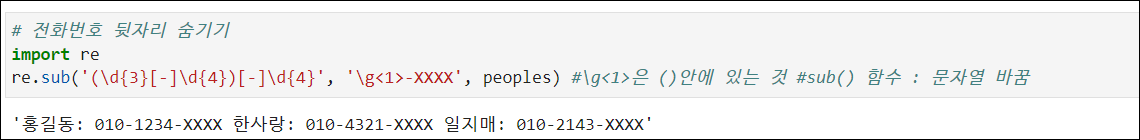 # 전화번호 뒷자리 숨기기
import re
re.sub('(\d{3}[-]\d{4})[-]\d{4}', '\g<1>-XXXX', peoples) #\g<1>은 ()안에 있는 것 #sub() 함수 : 문자열 바꿈
'홍길동: 010-1234-XXXX 한사랑: 010-4321-XXXX 일지매: 010-2143-XXXX'